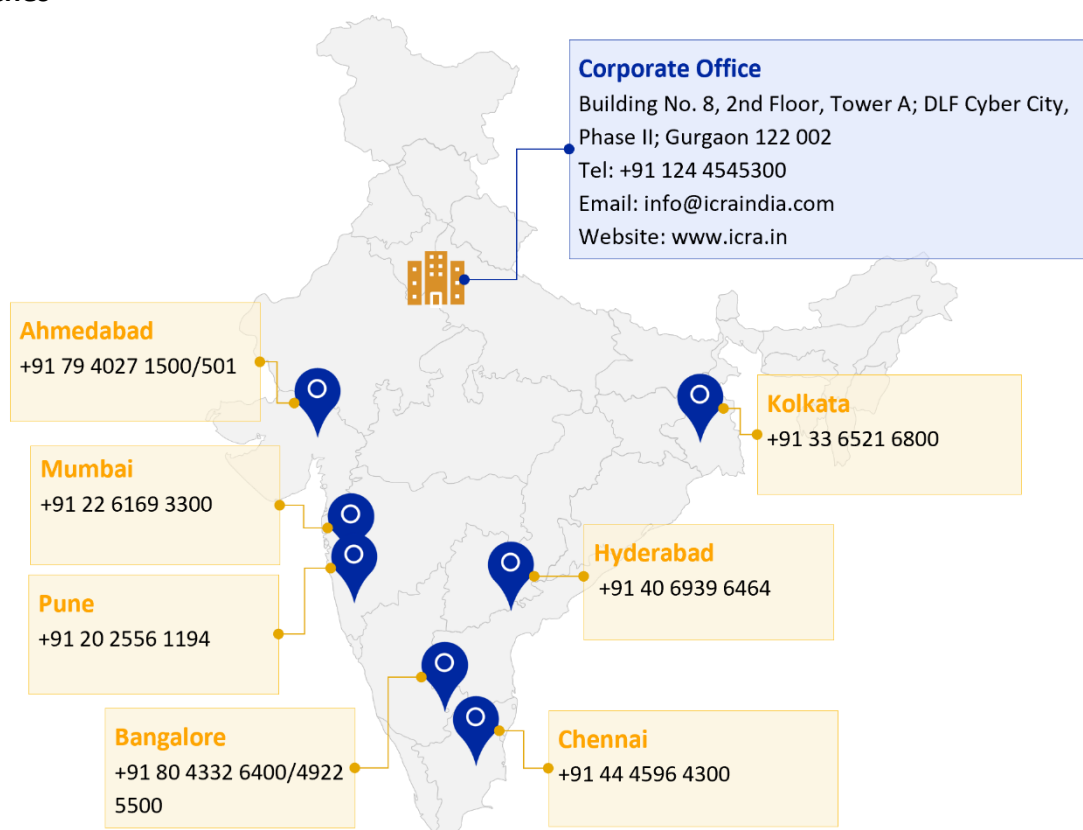 Corporate Office
Building No. 8, 2nd Floor, Tower A; DLF Cyber City,
Phase II; Gurgaon 122 002
Tel: +91 124 4545300
Email: info@icraindia.com
Website: www.icra.in
Ahmedabad
+91 79 4027 1500/501
Kolkata
+91 33 6521 6800
Mumbai
+91 22 6169 3300
Hyderabad
+91 40 6939 6464
Pune
+91 20 2556 1194
Bangalore
+91 80 4332 6400/4922
5500
Chennai
+91 44 4596 4300